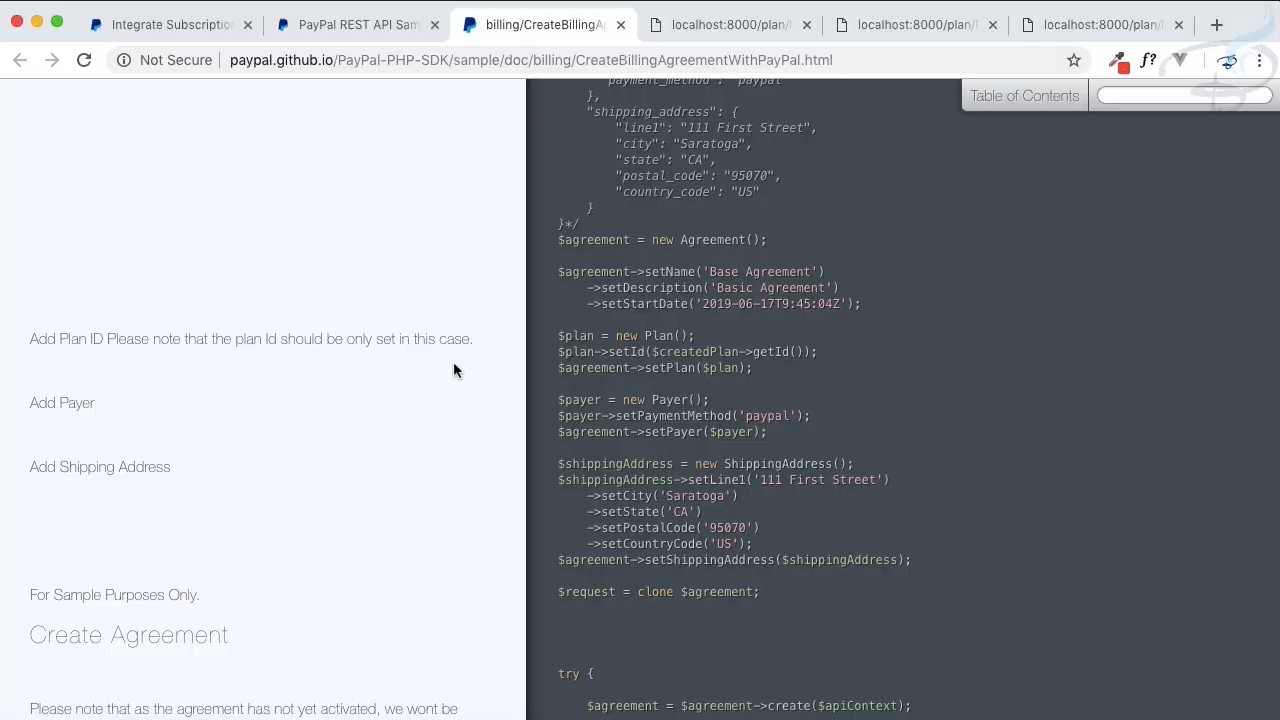 Integrate Subscription
PayPal REST API Sam
billing/CreateBillingAg
localhost:8000/plan/
localhost:8000/plan/
localhost:8000/plan/
Not Secure
paypal.github.io/PayPal-PHP-SDK/sample/doc/billing/CreateBillingAgreementWithPayPal.html
f?
Table of Contents
"payment_method": "paypal"
},
"shipping_address": {
"line1": "111 First Street",
"city": "Saratoga",
"state": "CA",
"postal_code": "95070",
"country_code": "US"
}
}*/
$agreement = new Agreement();
$agreement->setName('Base Agreement')
->setDescription('Basic Agreement')
->setStartDate('2019-06-17T9:45:04Z');
Add Plan ID Please note that the plan Id should be only set in this case.
$plan = new Plan();
$plan->setId($createdPlan->getId());
$agreement->setPlan($plan);
Add Payer
$payer = new Payer();
$payer->setPaymentMethod('paypal');
$agreement->setPayer($payer);
Add Shipping Address
$shippingAddress = new ShippingAddress();
$shippingAddress->setLine1('111 First Street')
->setCity('Saratoga')
->setState('CA')
->setPostalCode('95070')
->setCountryCode('US');
$agreement->setShippingAddress($shippingAddress);
For Sample Purposes Only.
$request = clone $agreement;
Create Agreement
try {
Please note that as the agreement has not yet activated, we wont be
$agreement = $agreement->create($apiContext);